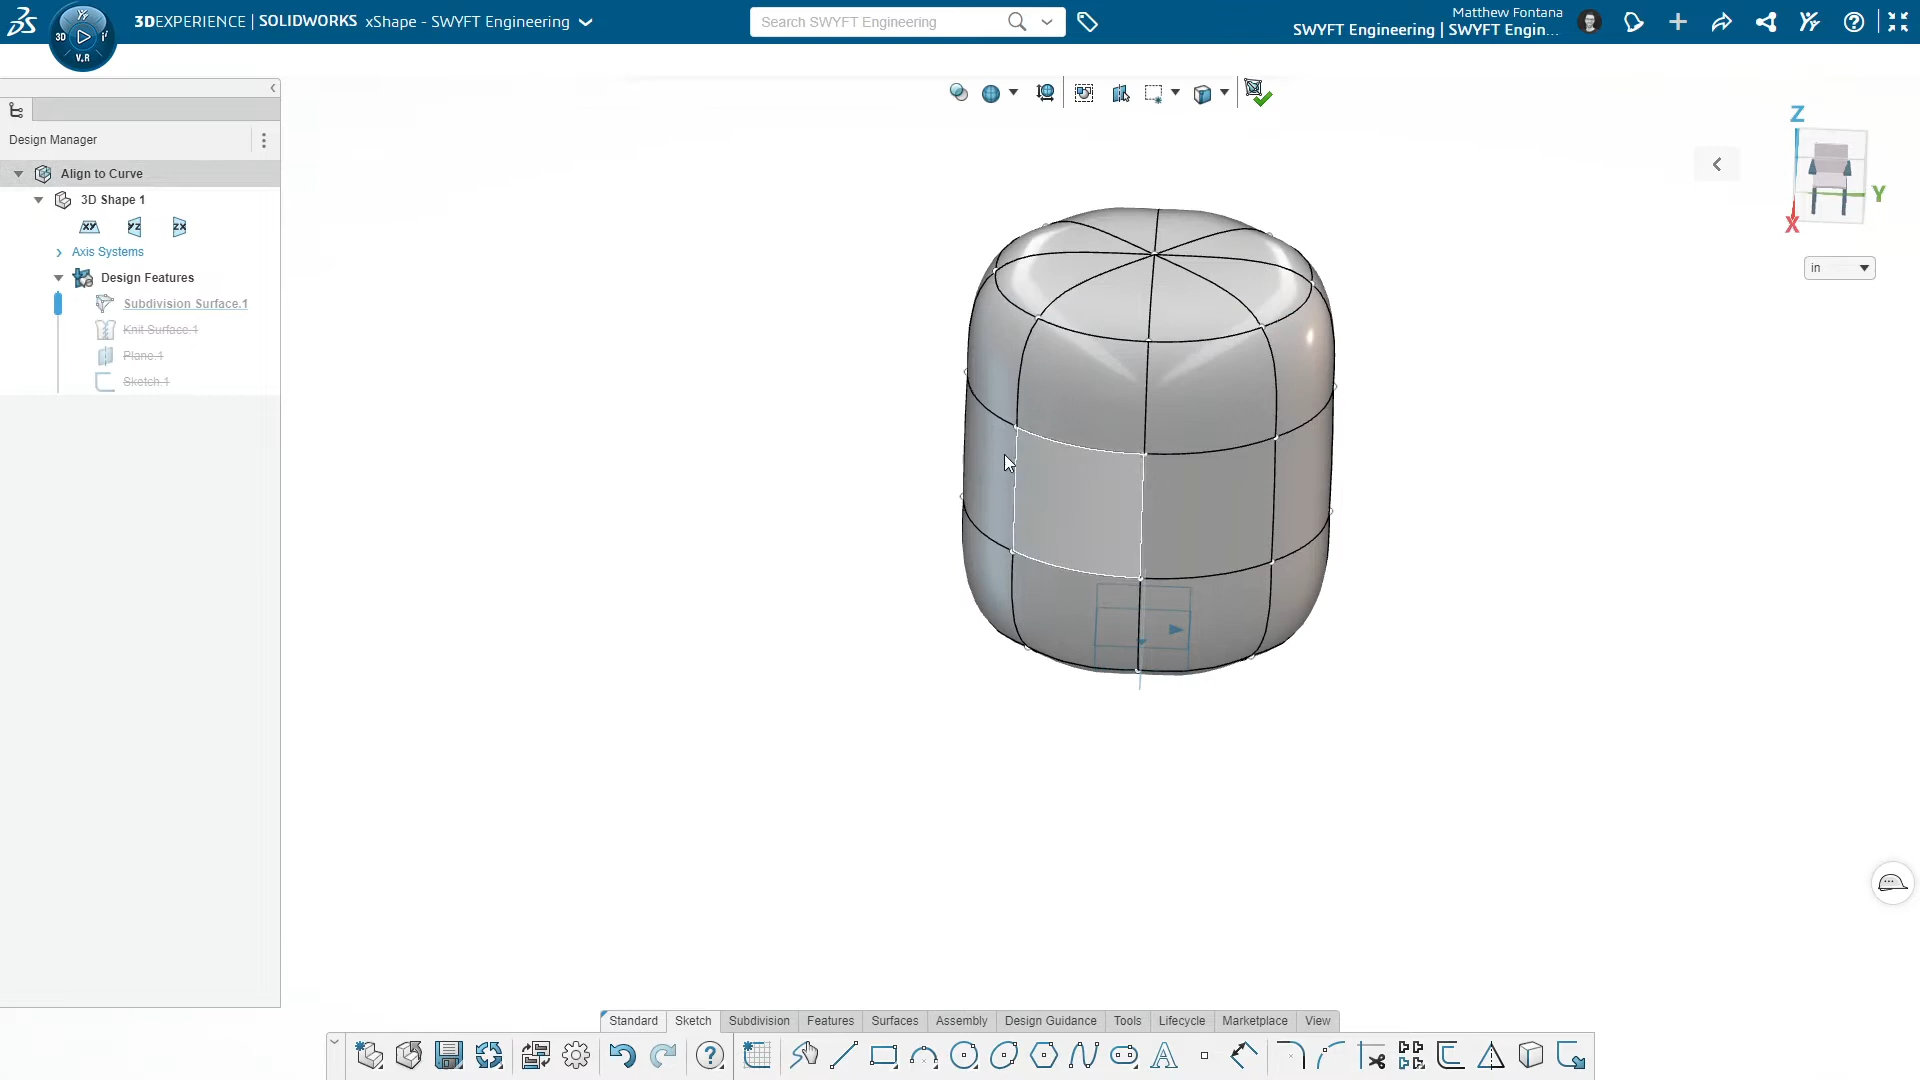 3DEXPERIENCE | SOLIDWORKS xShape - SWYFT Engineering
Search SWYFT Engineering
Matthew Fontana
SWYFT Engineering | SWYFT Engin...
3D
V.R
Design Manager
Align to Curve
3D Shape 1
XY YZ ZX
Axis Systems
Design Features
Subdivision Surface.1
Knit Surface 1
Plane.1
Sketch.1
Z
Y
X
in
Standard Sketch Subdivision Features Surfaces Assembly Design Guidance Tools Lifecycle Marketplace View